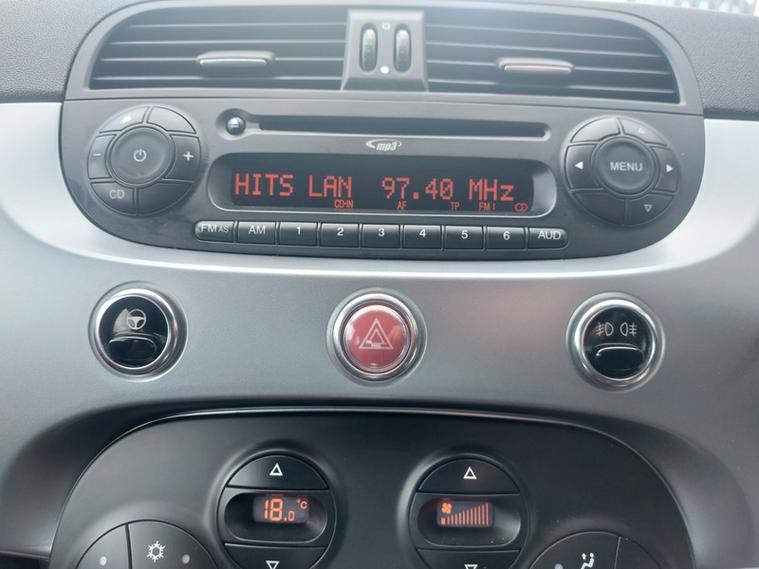 mp3
HITS LAN 97.40 MHz
CD-IN AF TP FM1 CD
CD MENU
FM AS AM 1 2 3 4 5 6 AUD
18.0 °C